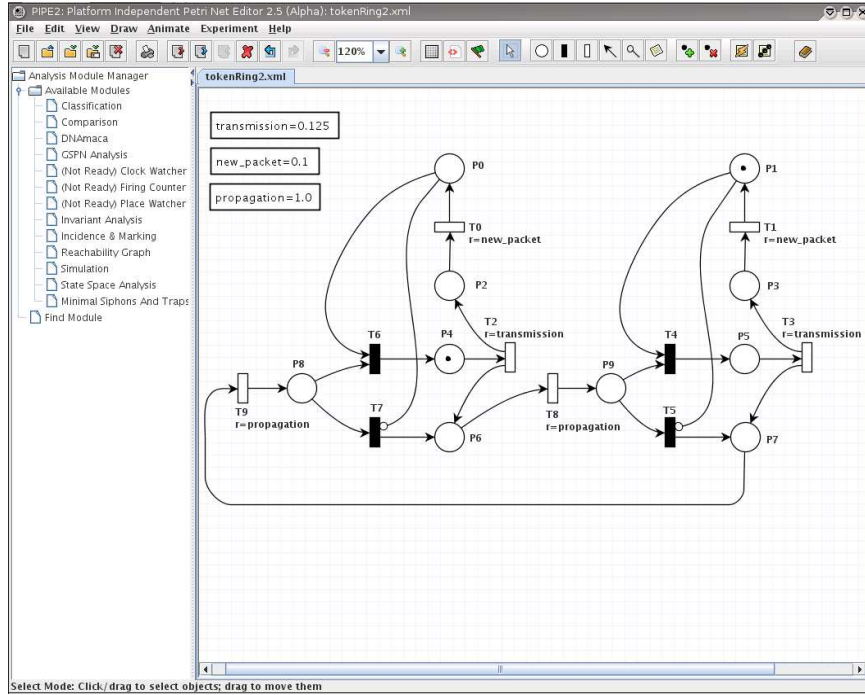 PIPE2: Platform Independent Petri Net Editor 2.5 (Alpha): tokenRing2.xml
File Edit View Draw Animate Experiment Help
120%
Analysis Module Manager
Available Modules
Classification
Comparison
DNAmaca
GSPN Analysis
(Not Ready) Clock Watcher
(Not Ready) Firing Counter
(Not Ready) Place Watcher
Invariant Analysis
Incidence & Marking
Reachability Graph
Simulation
State Space Analysis
Minimal Siphons And Traps
Find Module
tokenRing2.xml
transmission=0.125
new_packet=0.1
propagation=1.0
P0
P1
T0
r=new_packet
T1
r=new_packet
P2
P3
T2
r=transmission
T3
r=transmission
T6
P4
T4
P5
P8
P9
T9
r=propagation
T7
P6
T8
r=propagation
T5
P7
Select Mode: Click/drag to select objects; drag to move them